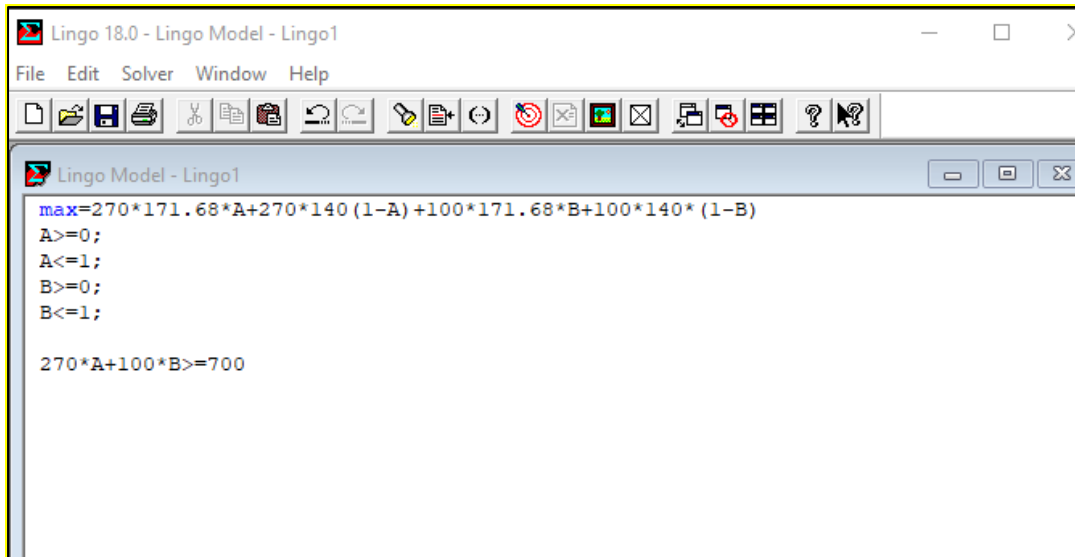 Lingo 18.0 - Lingo Model - Lingo1
File Edit Solver Window Help
Lingo Model - Lingo1
max=270*171.68*A+270*140(1-A)+100*171.68*B+100*140*(1-B)
A>=0;
A<=1;
B>=0;
B<=1;
270*A+100*B>=700